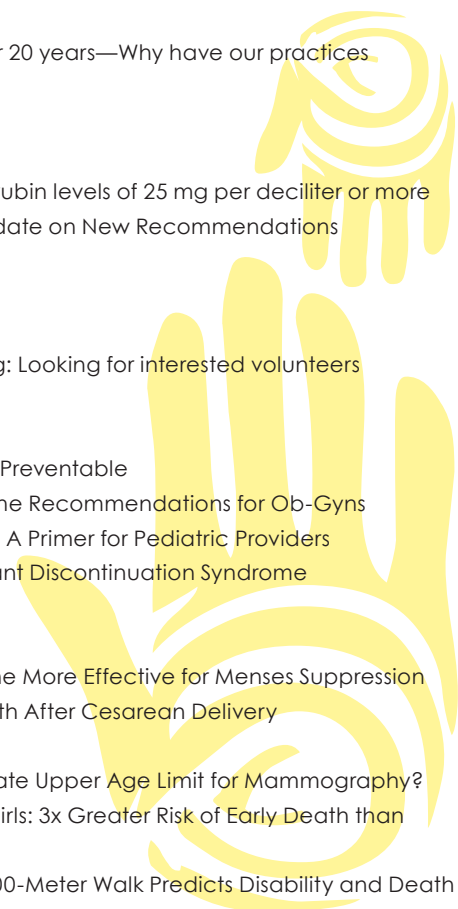 r 20 years—Why have our practices
ubin levels of 25 mg per deciliter or more
date on New Recommendations
g: Looking for interested volunteers
Preventable
ne Recommendations for Ob-Gyns
A Primer for Pediatric Providers
ant Discontinuation Syndrome
ne More Effective for Menses Suppression
th After Cesarean Delivery
ate Upper Age Limit for Mammography?
irls: 3x Greater Risk of Early Death than
00-Meter Walk Predicts Disability and Death